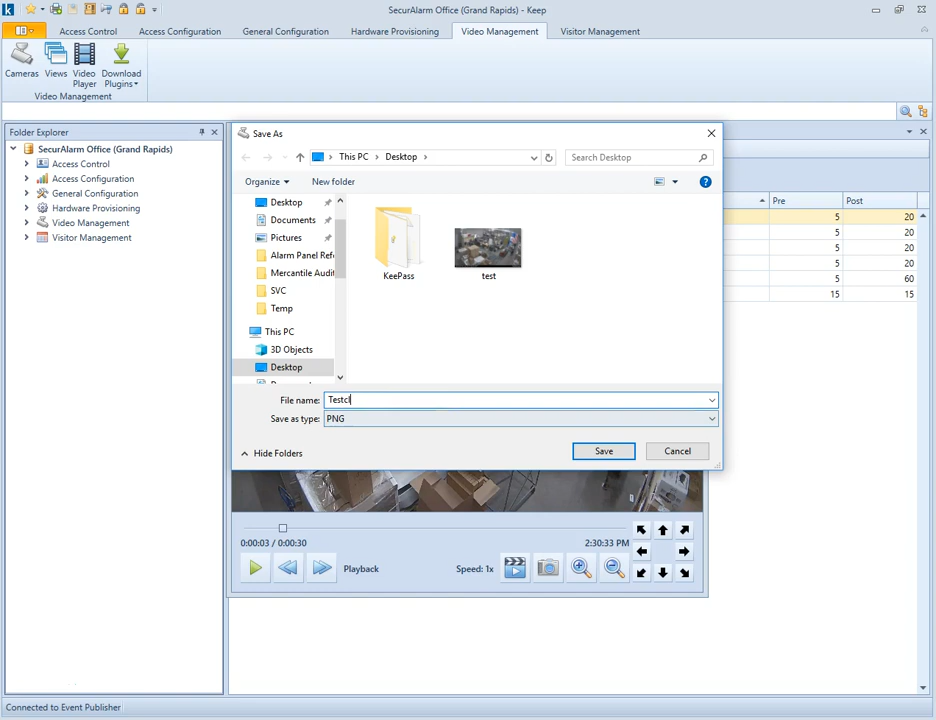 SecurAlarm Office (Grand Rapids) - Keep
Access Control
Access Configuration
General Configuration
Hardware Provisioning
Video Management
Visitor Management
Cameras
Views
Video Player
Download Plugins
Video Management
Folder Explorer
SecurAlarm Office (Grand Rapids)
Access Control
Access Configuration
General Configuration
Hardware Provisioning
Video Management
Visitor Management
Save As
This PC
Desktop
Search Desktop
Organize
New folder
Desktop
Documents
Pictures
Alarm Panel Ref
Mercantile Audit
SVC
Temp
This PC
3D Objects
Desktop
KeePass
test
File name:
Testcl
Save as type:
PNG
Hide Folders
Save
Cancel
Pre
Post
5
20
5
20
5
20
5
20
5
60
15
15
0:00:03 / 0:00:30
2:30:33 PM
Playback
Speed: 1x
Connected to Event Publisher